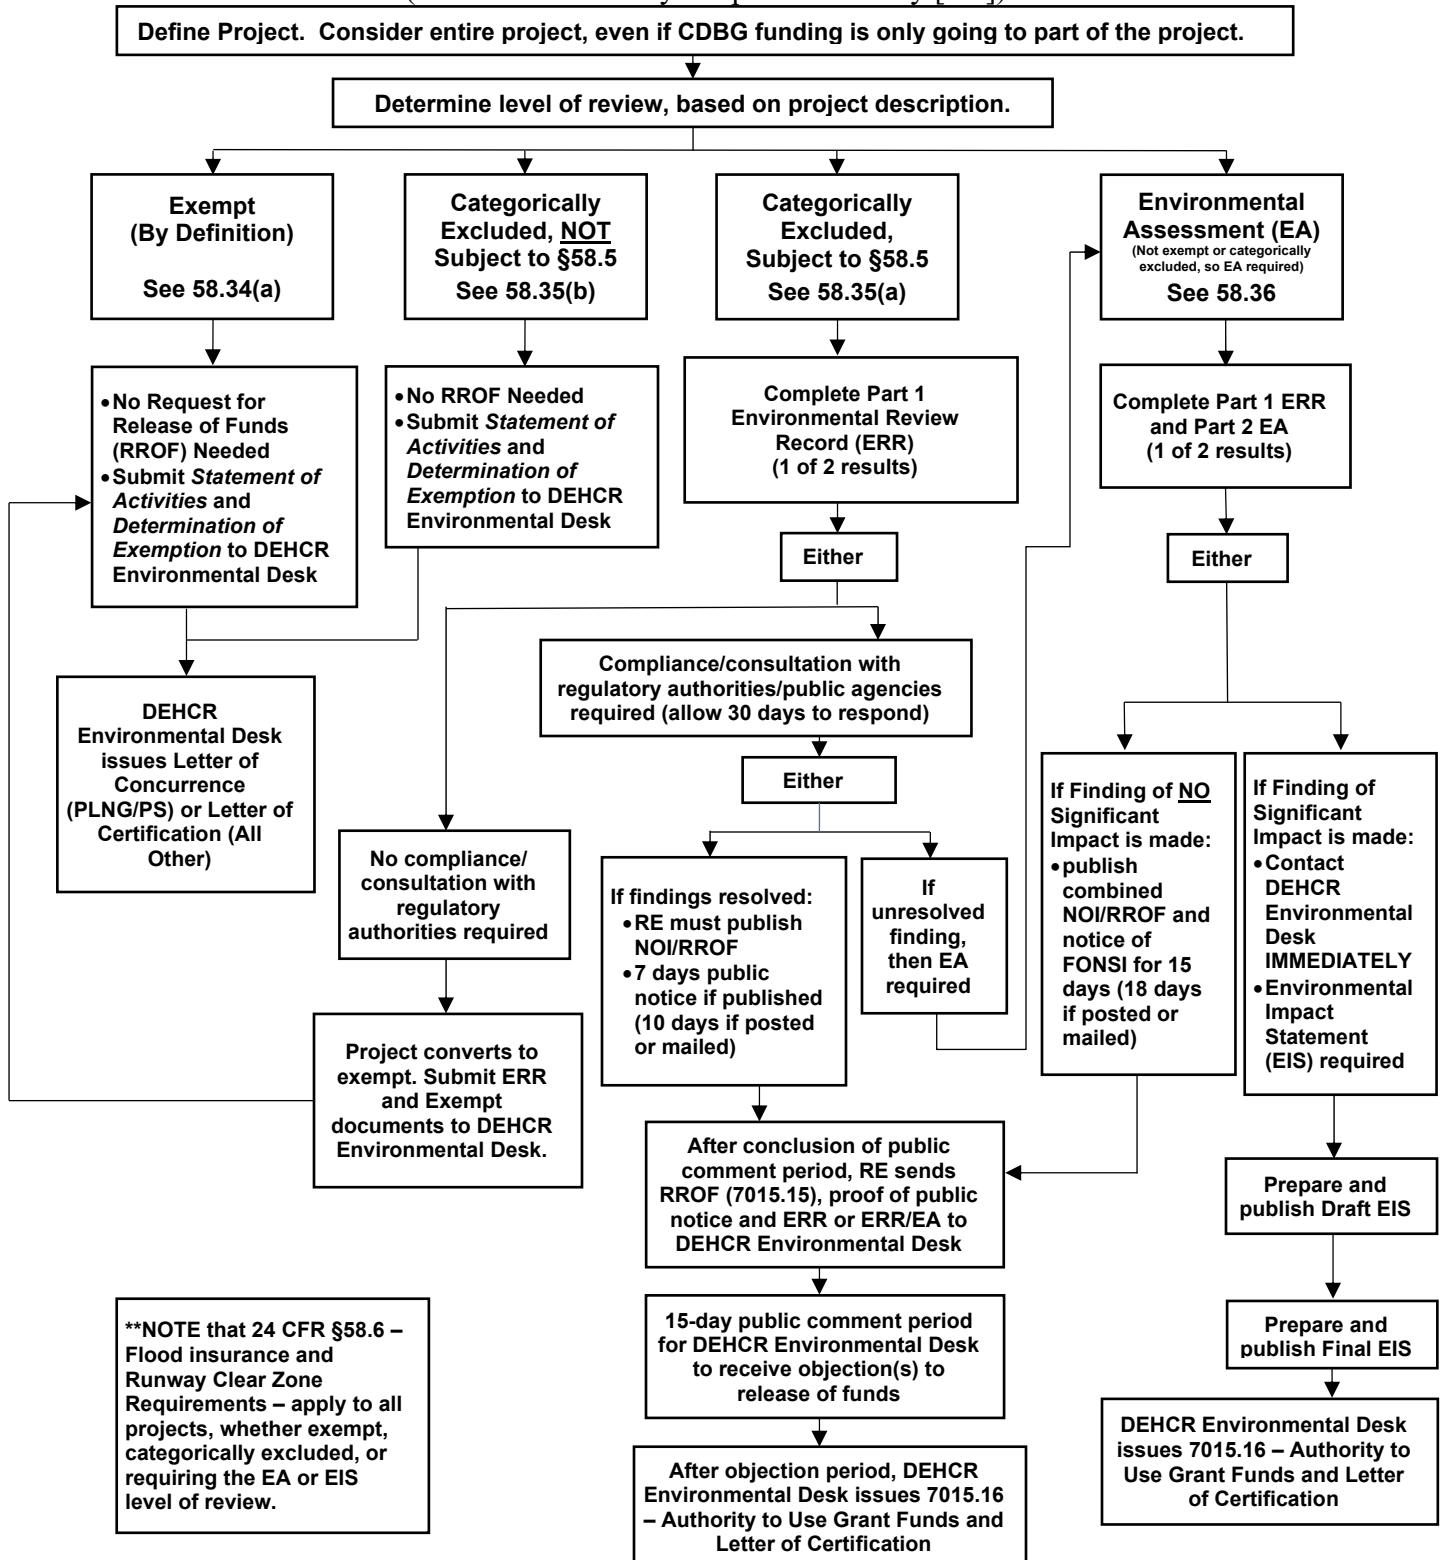 Define Project.  Consider entire project, even if CDBG funding is only going to part of the project.
Determine level of review, based on project description.
Exempt
(By Definition)
See 58.34(a)
Categorically
Excluded, NOT
Subject to §58.5
See 58.35(b)
Categorically
Excluded,
Subject to §58.5
See 58.35(a)
Environmental
Assessment (EA)
(Not exempt or categorically
excluded, so EA required)
See 58.36
•No Request for
Release of Funds
(RROF) Needed
•Submit Statement of
Activities and
Determination of
Exemption to DEHCR
Environmental Desk
•No RROF Needed
•Submit Statement of
Activities and
Determination of
Exemption to DEHCR
Environmental Desk
Complete Part 1
Environmental Review
Record (ERR)
(1 of 2 results)
Complete Part 1 ERR
and Part 2 EA
(1 of 2 results)
Either
Either
Compliance/consultation with
regulatory authorities/public agencies
required (allow 30 days to respond)
Either
DEHCR
Environmental Desk
issues Letter of
Concurrence
(PLNG/PS) or Letter of
Certification (All
Other)
No compliance/
consultation with
regulatory
authorities required
If findings resolved:
•RE must publish
NOI/RROF
•7 days public
notice if published
(10 days if posted
or mailed)
If
unresolved
finding,
then EA
required
If Finding of NO
Significant
Impact is made:
•publish
combined
NOI/RROF and
notice of
FONSI for 15
days (18 days
if posted or
mailed)
If Finding of
Significant
Impact is made:
•Contact
DEHCR
Environmental
Desk
IMMEDIATELY
•Environmental
Impact
Statement
(EIS) required
Project converts to
exempt. Submit ERR
and Exempt
documents to DEHCR
Environmental Desk.
After conclusion of public
comment period, RE sends
RROF (7015.15), proof of public
notice and ERR or ERR/EA to
DEHCR Environmental Desk
Prepare and
publish Draft EIS
15-day public comment period
for DEHCR Environmental Desk
to receive objection(s) to
release of funds
Prepare and
publish Final EIS
**NOTE that 24 CFR §58.6 –
Flood insurance and
Runway Clear Zone
Requirements – apply to all
projects, whether exempt,
categorically excluded, or
requiring the EA or EIS
level of review.
After objection period, DEHCR
Environmental Desk issues 7015.16
– Authority to Use Grant Funds and
Letter of Certification
DEHCR Environmental Desk
issues 7015.16 – Authority to
Use Grant Funds and Letter
of Certification